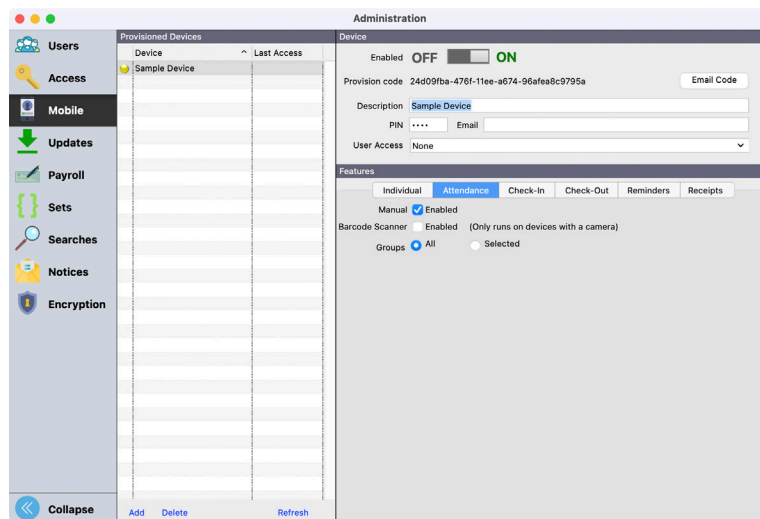 Administration
Users
Access
Mobile
Updates
Payroll
Sets
Searches
Notices
Encryption
Collapse
Provisioned Devices
Device ^ Last Access
Sample Device
Add Delete Refresh
Device
Enabled OFF ON
Provision code 24d09fba-476f-11ee-a674-96afea8c9795a Email Code
Description Sample Device
PIN •••• Email
User Access None
Features
Individual Attendance Check-In Check-Out Reminders Receipts
Manual Enabled
Barcode Scanner Enabled (Only runs on devices with a camera)
Groups All Selected